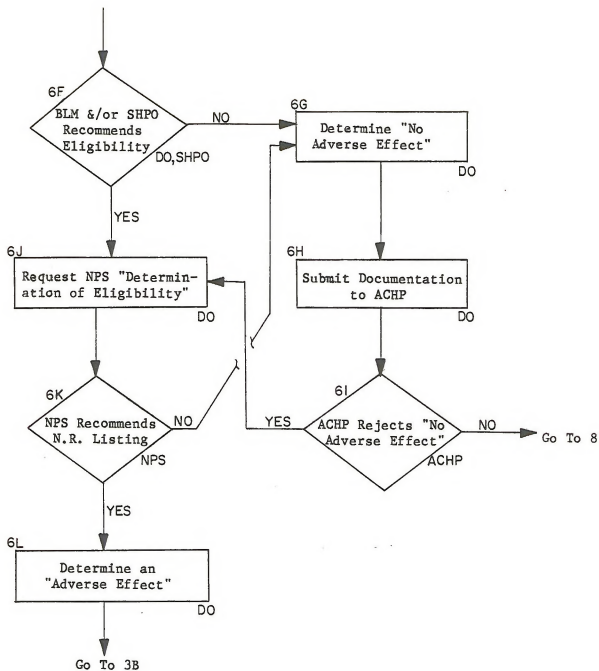 6F
BLM &/or SHPO
Recommends
Eligibility
DO,SHPO
NO
YES
6G
Determine "No
Adverse Effect"
DO
6H
Submit Documentation
to ACHP
DO
6I
ACHP Rejects "No
Adverse Effect"
ACHP
YES
NO
Go To 8
6J
Request NPS "Determin-
ation of Eligibility"
DO
6K
NPS Recommends
N.R. Listing
NPS
NO
YES
6L
Determine an
"Adverse Effect"
DO
Go To 3B